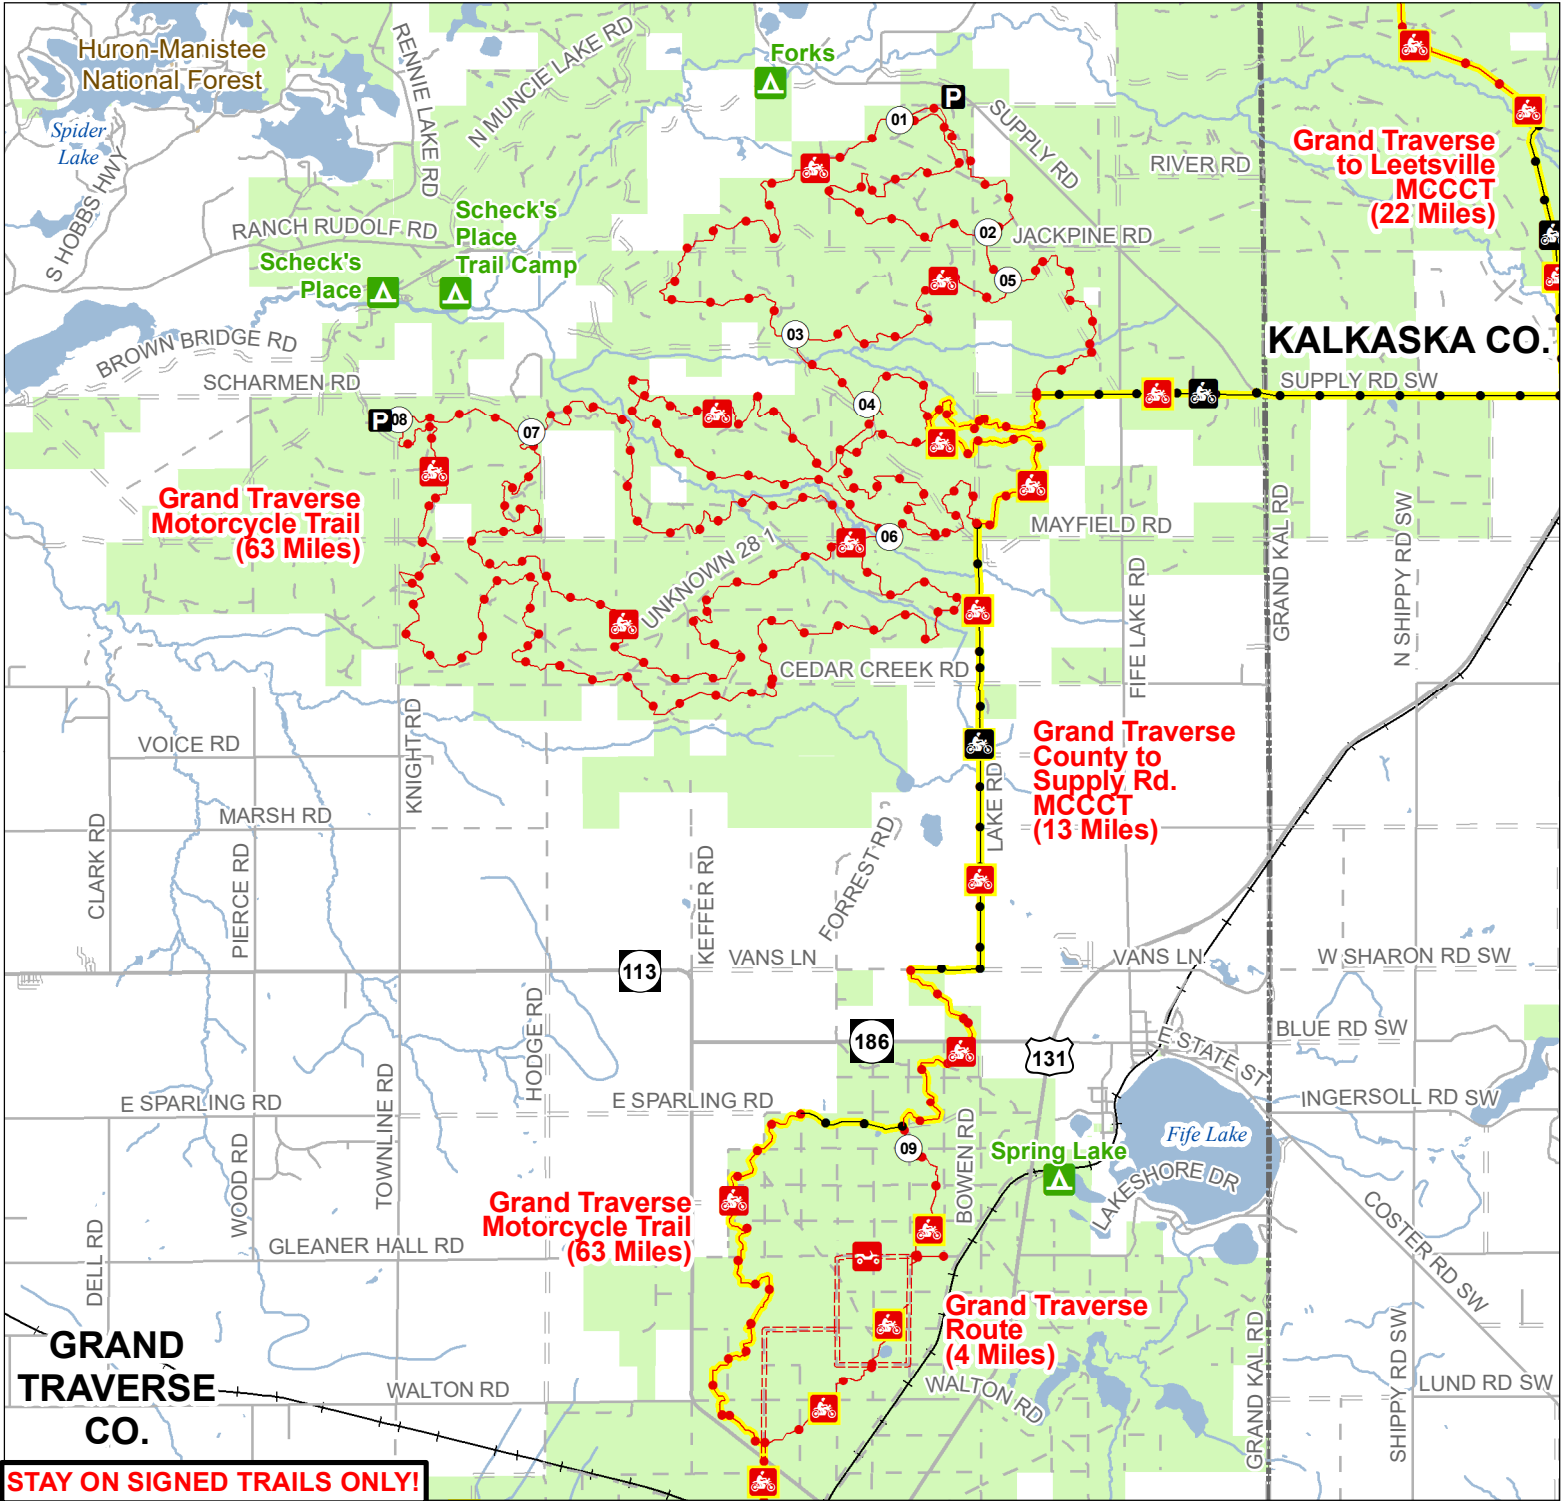 Huron-Manistee
National Forest
Spider
Lake
S HOBBS HWY
RENNIE LAKE RD
N MUNCIE LAKE RD
RANCH RUDOLF RD
Forks
P
01
SUPPLY RD
RIVER RD
Grand Traverse
to Leetsville
MCCCT
(22 Miles)
Scheck's
Place
Trail Camp
Scheck's
Place
02
JACKPINE RD
05
03
BROWN BRIDGE RD
SCHARMEN RD
KALKASKA CO.
SUPPLY RD SW
P
08
07
04
Grand Traverse
Motorcycle Trail
(63 Miles)
06
UNKNOWN 28 1
MAYFIELD RD
FIFE LAKE RD
GRAND KAL RD
N SHIPPY RD SW
CEDAR CREEK RD
KNIGHT RD
VOICE RD
MARSH RD
CLARK RD
PIERCE RD
KEFFER RD
FORREST RD
LAKE RD
Grand Traverse
County to
Supply Rd.
MCCCT
(13 Miles)
113
VANS LN
VANS LN
W SHARON RD SW
HODGE RD
186
131
BLUE RD SW
E STATE ST
E SPARLING RD
E SPARLING RD
INGERSOLL RD SW
TOWNLINE RD
WOOD RD
09
BOWEN RD
Spring Lake
Fife Lake
LAKESHORE DR
Grand Traverse
Motorcycle Trail
(63 Miles)
DELL RD
GLEANER HALL RD
COSTER RD SW
Grand Traverse
Route
(4 Miles)
GRAND KAL RD
SHIPPY RD SW
GRAND
TRAVERSE
CO.
WALTON RD
WALTON RD
LUND RD SW
STAY ON SIGNED TRAILS ONLY!